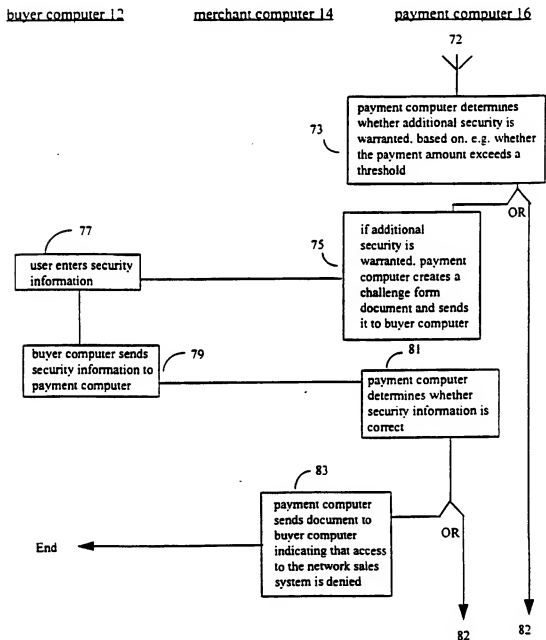 buyer computer 12 merchant computer 14 payment computer 16
72
payment computer determines
whether additional security is
warranted, based on, e.g. whether
the payment amount exceeds a
threshold
73
OR
77
user enters security
information
75
if additional
security is
warranted, payment
computer creates a
challenge form
document and sends
it to buyer computer
buyer computer sends
security information to
payment computer
79
81
payment computer
determines whether
security information is
correct
83
payment computer
sends document to
buyer computer
indicating that access
to the network sales
system is denied
OR
End
82
82